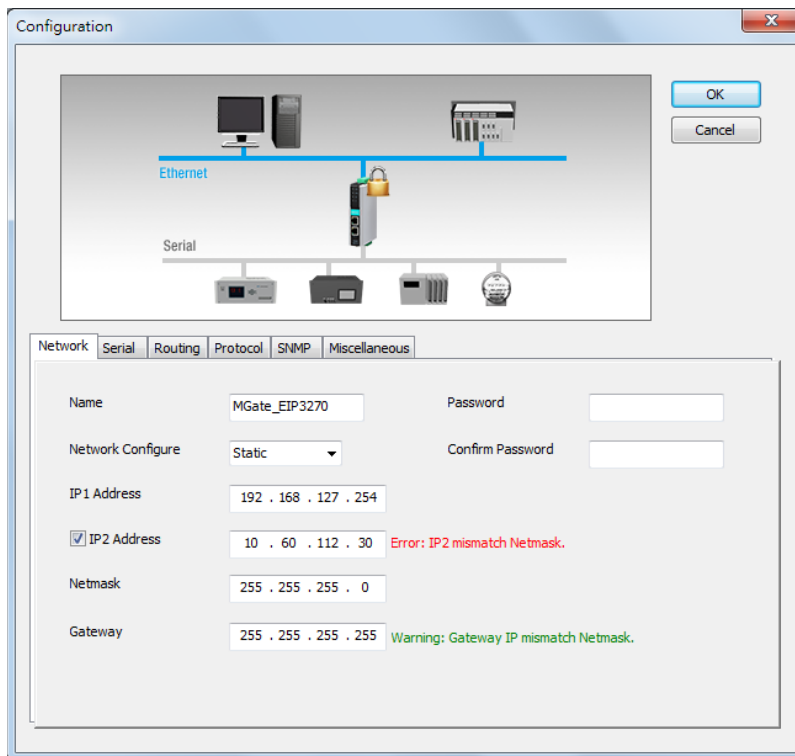 Configuration
OK
Cancel
Ethernet
Serial
Network Serial Routing Protocol SNMP Miscellaneous
Name MGate_EIP3270 Password
Network Configure Static Confirm Password
IP1 Address 192 . 168 . 127 . 254
IP2 Address 10 . 60 . 112 . 30 Error: IP2 mismatch Netmask.
Netmask 255 . 255 . 255 . 0
Gateway 255 . 255 . 255 . 255 Warning: Gateway IP mismatch Netmask.